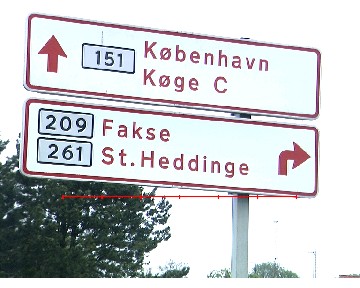 151 København
Køge C
209 Fakse
261 St. Heddinge